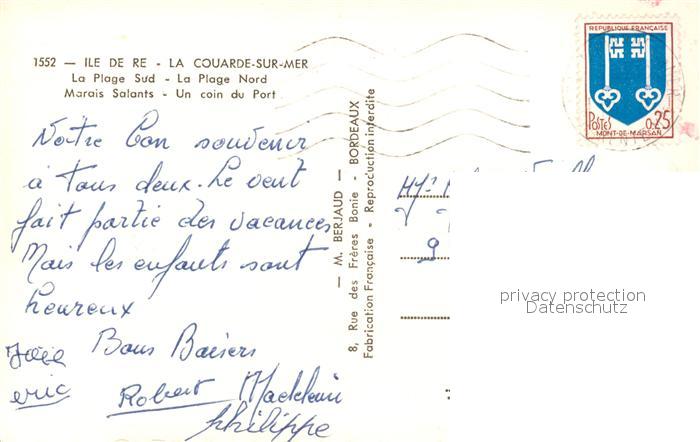 1552 — ILE DE RE - LA COUARDE-SUR-MER
La Plage Sud - La Plage Nord
Marais Salants - Un coin du Port
Notre bon souvenir
à tous deux. Le vent
fait partie des vacances
Mais les enfants sont
heureux
Bons Baisers
eric Robert Madeleine
philippe
— M. BERJAUD —
8, Rue des Frères Bonie - BORDEAUX
Fabrication Française - Reproduction interdite
REPUBLIQUE FRANÇAISE
POSTES 0,25
MONT-DE-MARSAN
9
privacy protection
Datenschutz